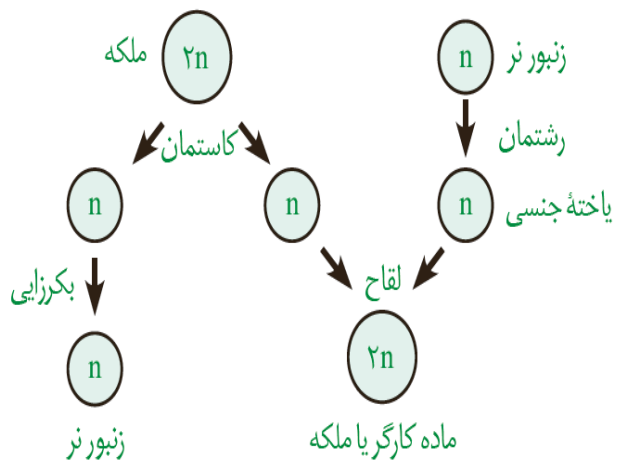 ملکه
۲n
n
زنبور نر
کاستمان
رشتمان
n
n
n
یاختهٔ جنسی
بکرزایی
لقاح
n
۲n
زنبور نر
ماده کارگر یا ملکه